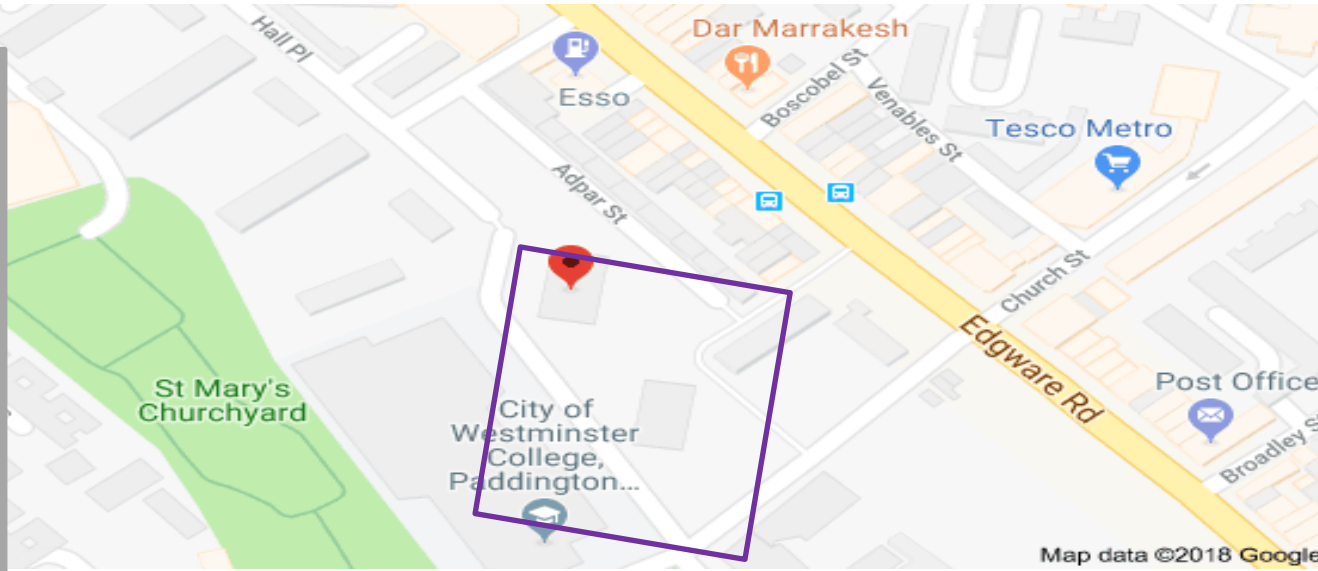 Hall Pl
Dar Marrakesh
Esso
Boscobel St
Venables St
Tesco Metro
Adpar St
Church St
Edgware Rd
St Mary's
Churchyard
City of
Westminster
College,
Paddington...
Post Office
Broadley S
Map data ©2018 Google